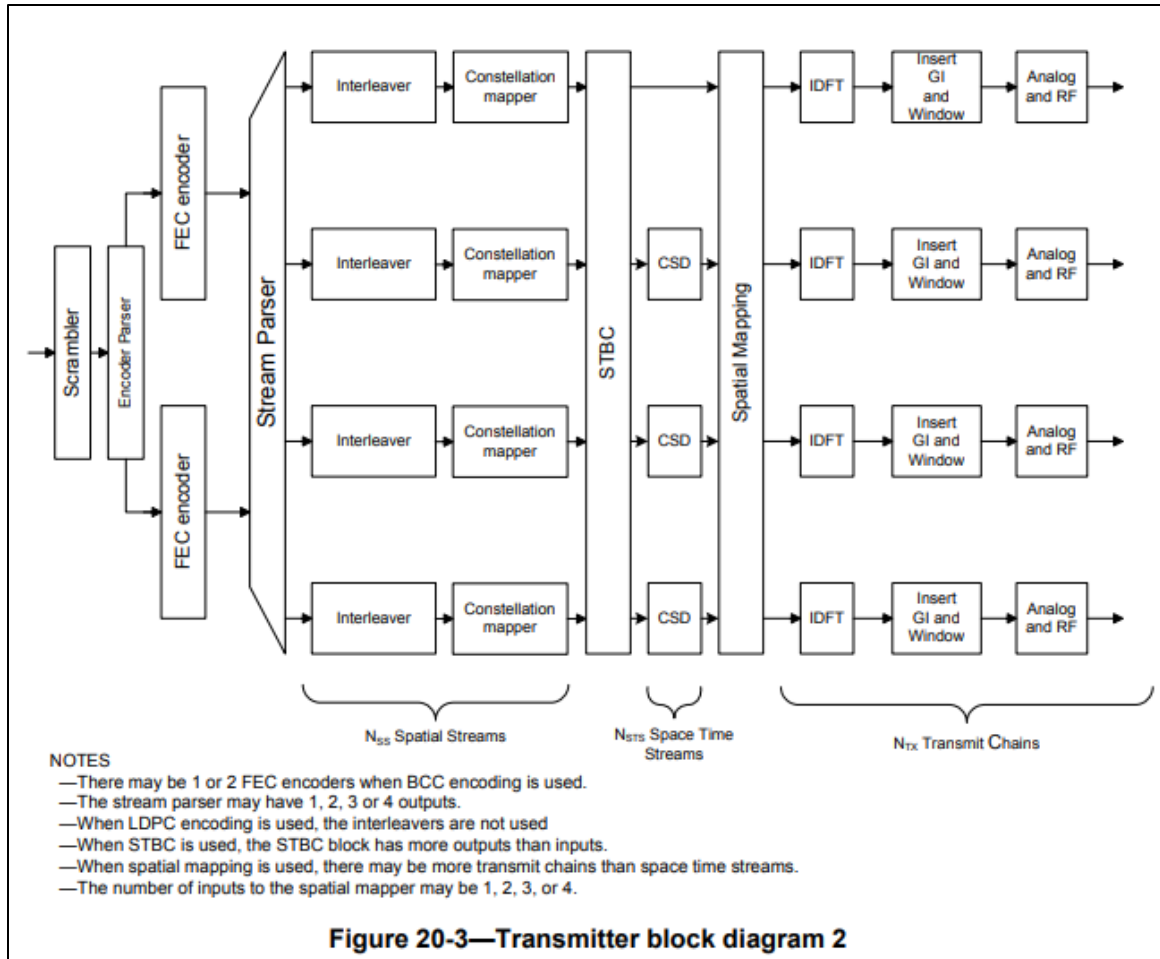 Scrambler
Encoder Parser
FEC encoder
FEC encoder
Stream Parser
Interleaver
Constellation
mapper
STBC
Spatial Mapping
IDFT
Insert
GI
and
Window
Analog
and RF
Interleaver
Constellation
mapper
CSD
IDFT
Insert
GI and
Window
Analog
and RF
Interleaver
Constellation
mapper
CSD
IDFT
Insert
GI and
Window
Analog
and RF
Interleaver
Constellation
mapper
CSD
IDFT
Insert
GI and
Window
Analog
and RF
NSS Spatial Streams
NSTS Space Time
Streams
NTX Transmit Chains
NOTES
—There may be 1 or 2 FEC encoders when BCC encoding is used.
—The stream parser may have 1, 2, 3 or 4 outputs.
—When LDPC encoding is used, the interleavers are not used
—When STBC is used, the STBC block has more outputs than inputs.
—When spatial mapping is used, there may be more transmit chains than space time streams.
—The number of inputs to the spatial mapper may be 1, 2, 3, or 4.
Figure 20-3—Transmitter block diagram 2